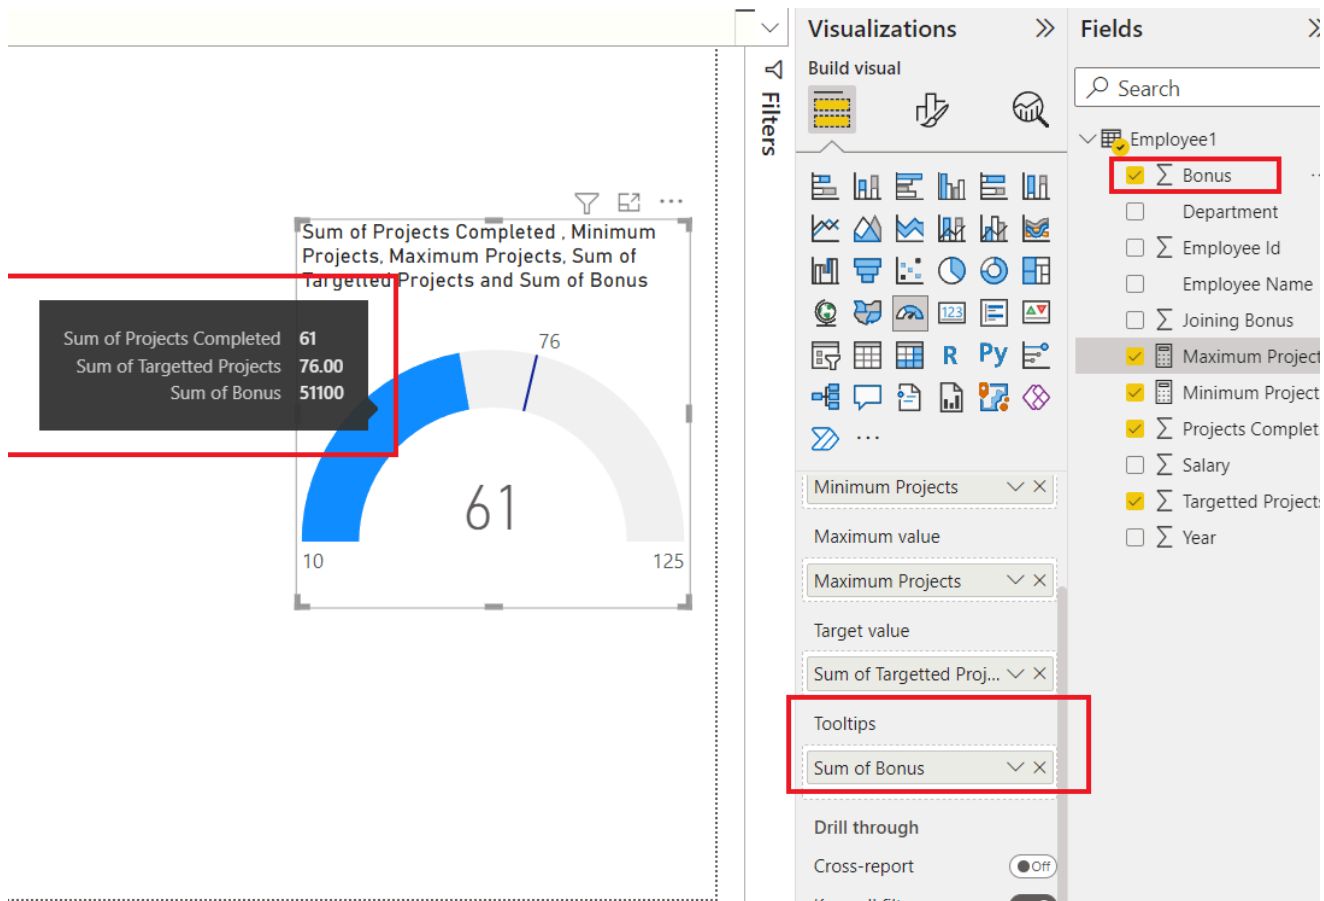 Sum of Projects Completed , Minimum
Projects, Maximum Projects, Sum of
Targetted Projects and Sum of Bonus
Sum of Projects Completed 61
Sum of Targetted Projects 76.00
Sum of Bonus 51100
76
61
10
125
Filters
Visualizations
Build visual
123
R
Py
...
Minimum Projects
Maximum value
Maximum Projects
Target value
Sum of Targetted Proj...
Tooltips
Sum of Bonus
Drill through
Cross-report
Off
Fields
Search
Employee1
Bonus
Department
Employee Id
Employee Name
Joining Bonus
Maximum Project
Minimum Project
Projects Complet
Salary
Targetted Projects
Year